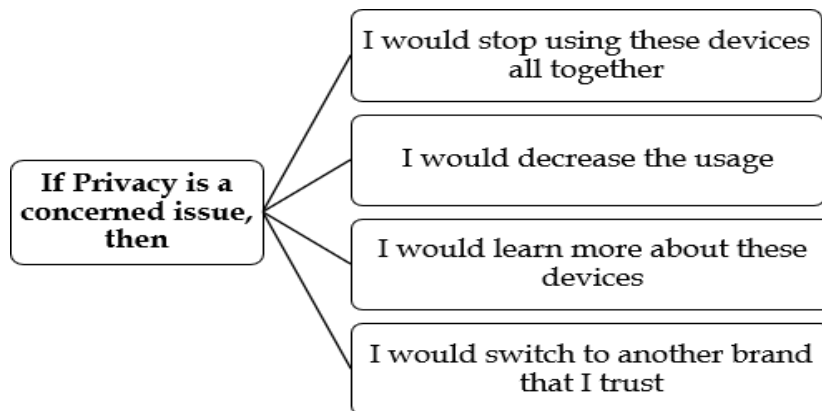 I would stop using these devices
all together
I would decrease the usage
If Privacy is a
concerned issue,
then
I would learn more about these
devices
I would switch to another brand
that I trust